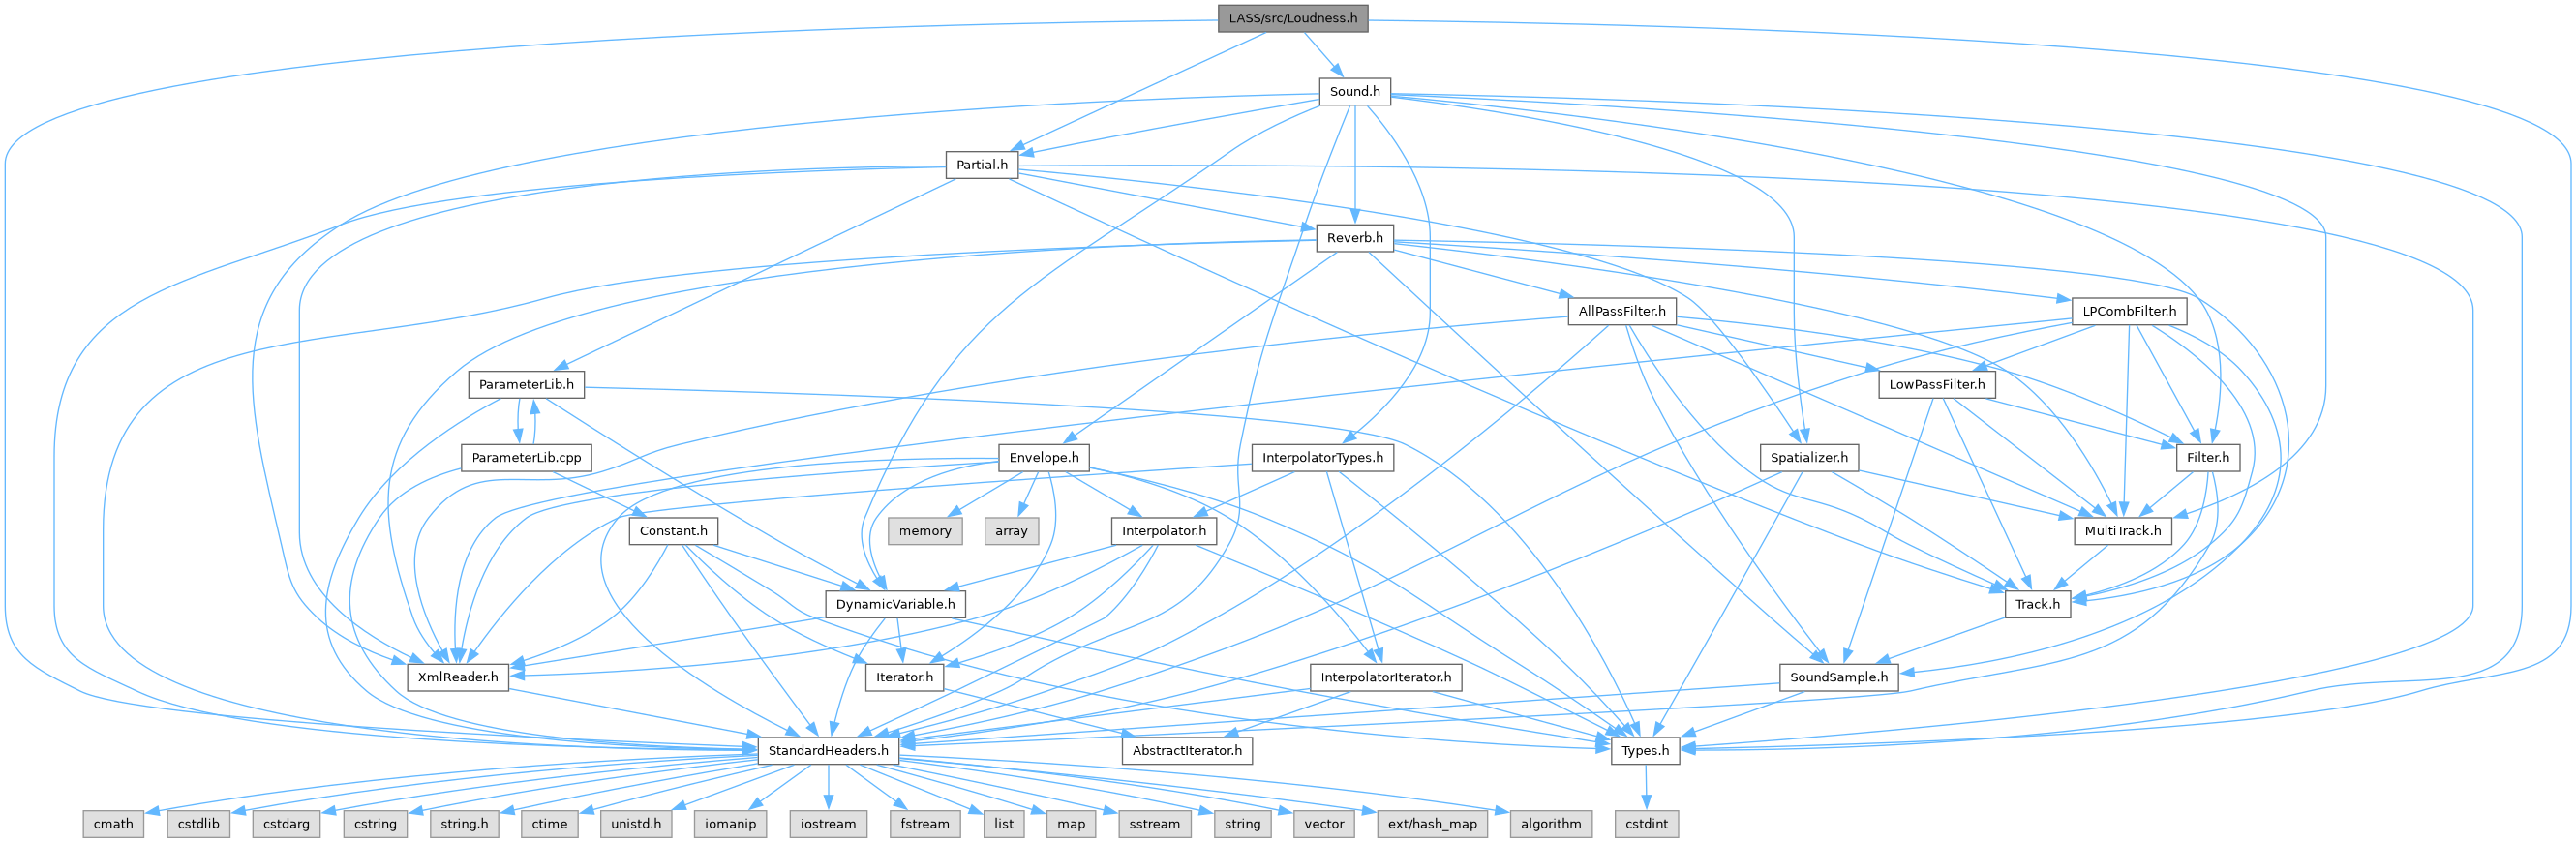 LASS/src/Loudness.h
Sound.h
Partial.h
Reverb.h
AllPassFilter.h
LPCombFilter.h
ParameterLib.h
LowPassFilter.h
ParameterLib.cpp
Envelope.h
InterpolatorTypes.h
Spatializer.h
Filter.h
Constant.h
memory
array
Interpolator.h
MultiTrack.h
DynamicVariable.h
Track.h
XmlReader.h
Iterator.h
InterpolatorIterator.h
SoundSample.h
StandardHeaders.h
AbstractIterator.h
Types.h
cmath
cstdlib
cstdarg
cstring
string.h
ctime
unistd.h
iomanip
iostream
fstream
list
map
sstream
string
vector
ext/hash_map
algorithm
cstdint